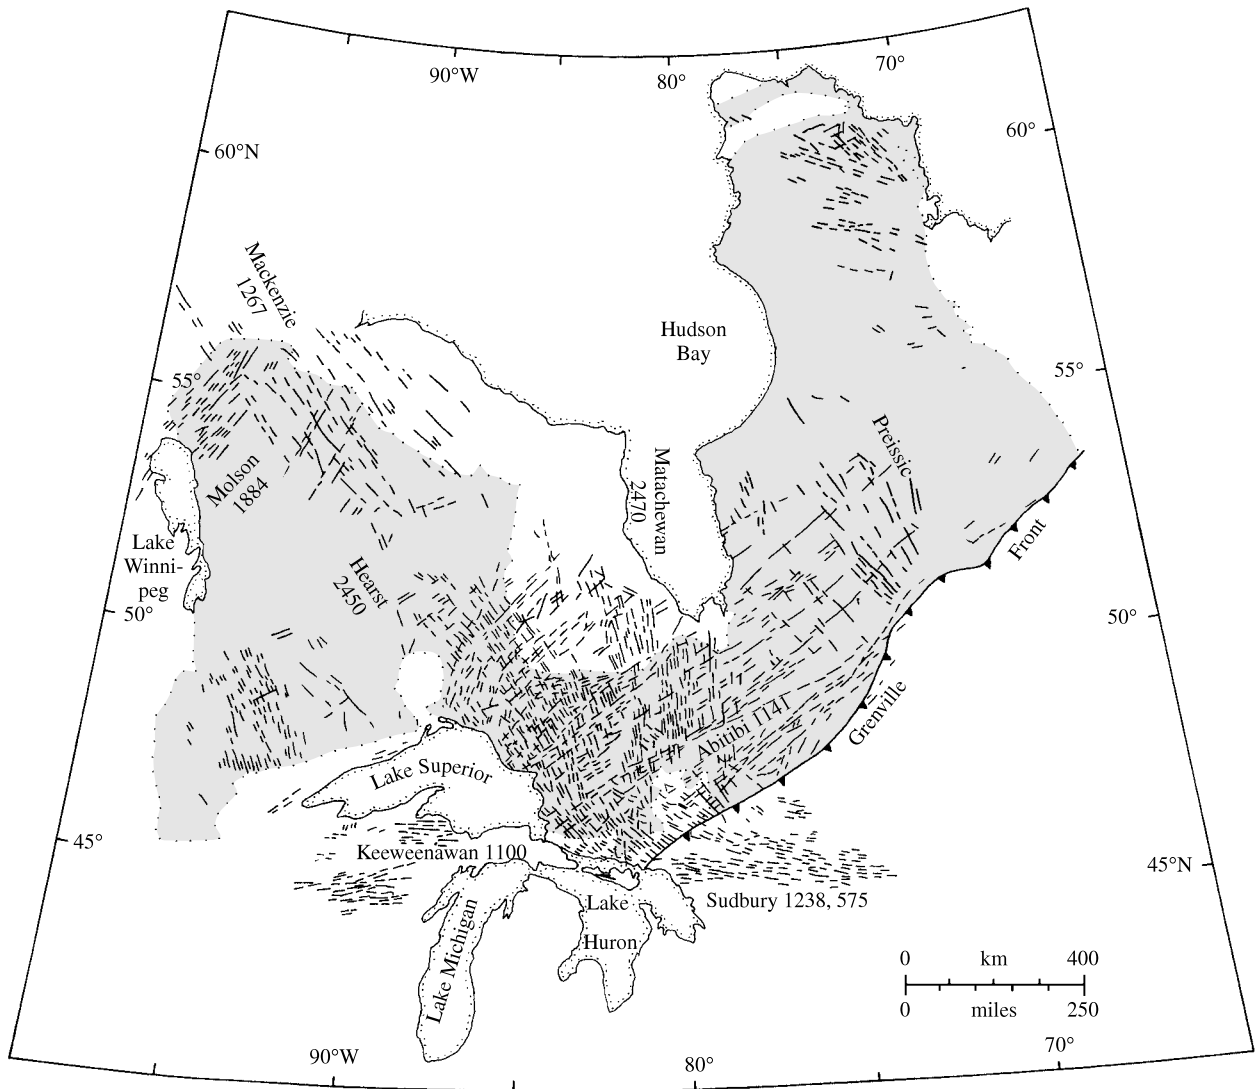 90°W
80°
70°
60°
60°N
Mackenzie
1267
Hudson
Bay
55°
55°
Preissic
Molson
1884
Matachewan
2470
Lake
Winni-
peg
Front
Hearst
2450
50°
50°
Grenville
Abitibi 1141
Lake Superior
45°
Keeweenawan 1100
45°N
Sudbury 1238, 575
Lake
Huron
Lake Michigan
0 km 400
0 miles 250
90°W
80°
70°